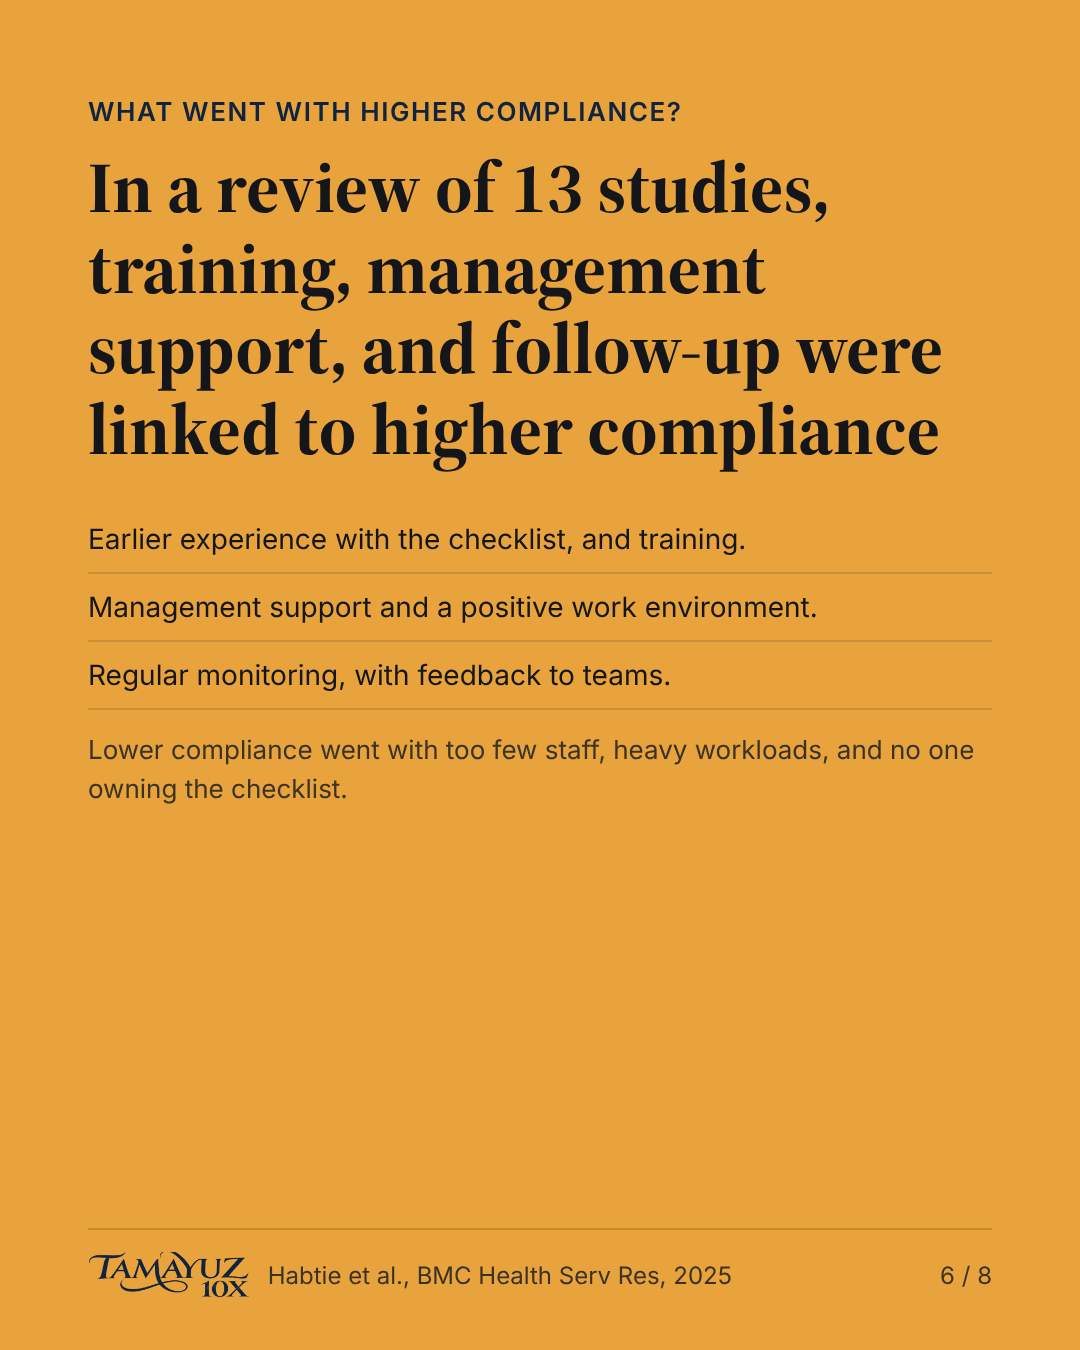 WHAT WENT WITH HIGHER COMPLIANCE?
In a review of 13 studies,
training, management
support, and follow-up were
linked to higher compliance
Earlier experience with the checklist, and training.
Management support and a positive work environment.
Regular monitoring, with feedback to teams.
Lower compliance went with too few staff, heavy workloads, and no one
owning the checklist.
TAMAYUZ
10X
Habtie et al., BMC Health Serv Res, 2025
6 / 8